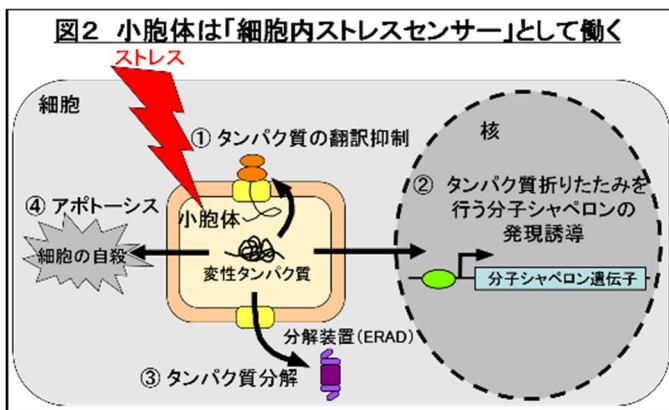 図2 小胞体は「細胞内ストレスセンサー」として働く
ストレス
細胞
① タンパク質の翻訳抑制
核
② タンパク質折りたたみを
行う分子シャペロンの
発現誘導
④ アポトーシス
小胞体
細胞の自殺
変性タンパク質
分子シャペロン遺伝子
分解装置(ERAD)
③ タンパク質分解